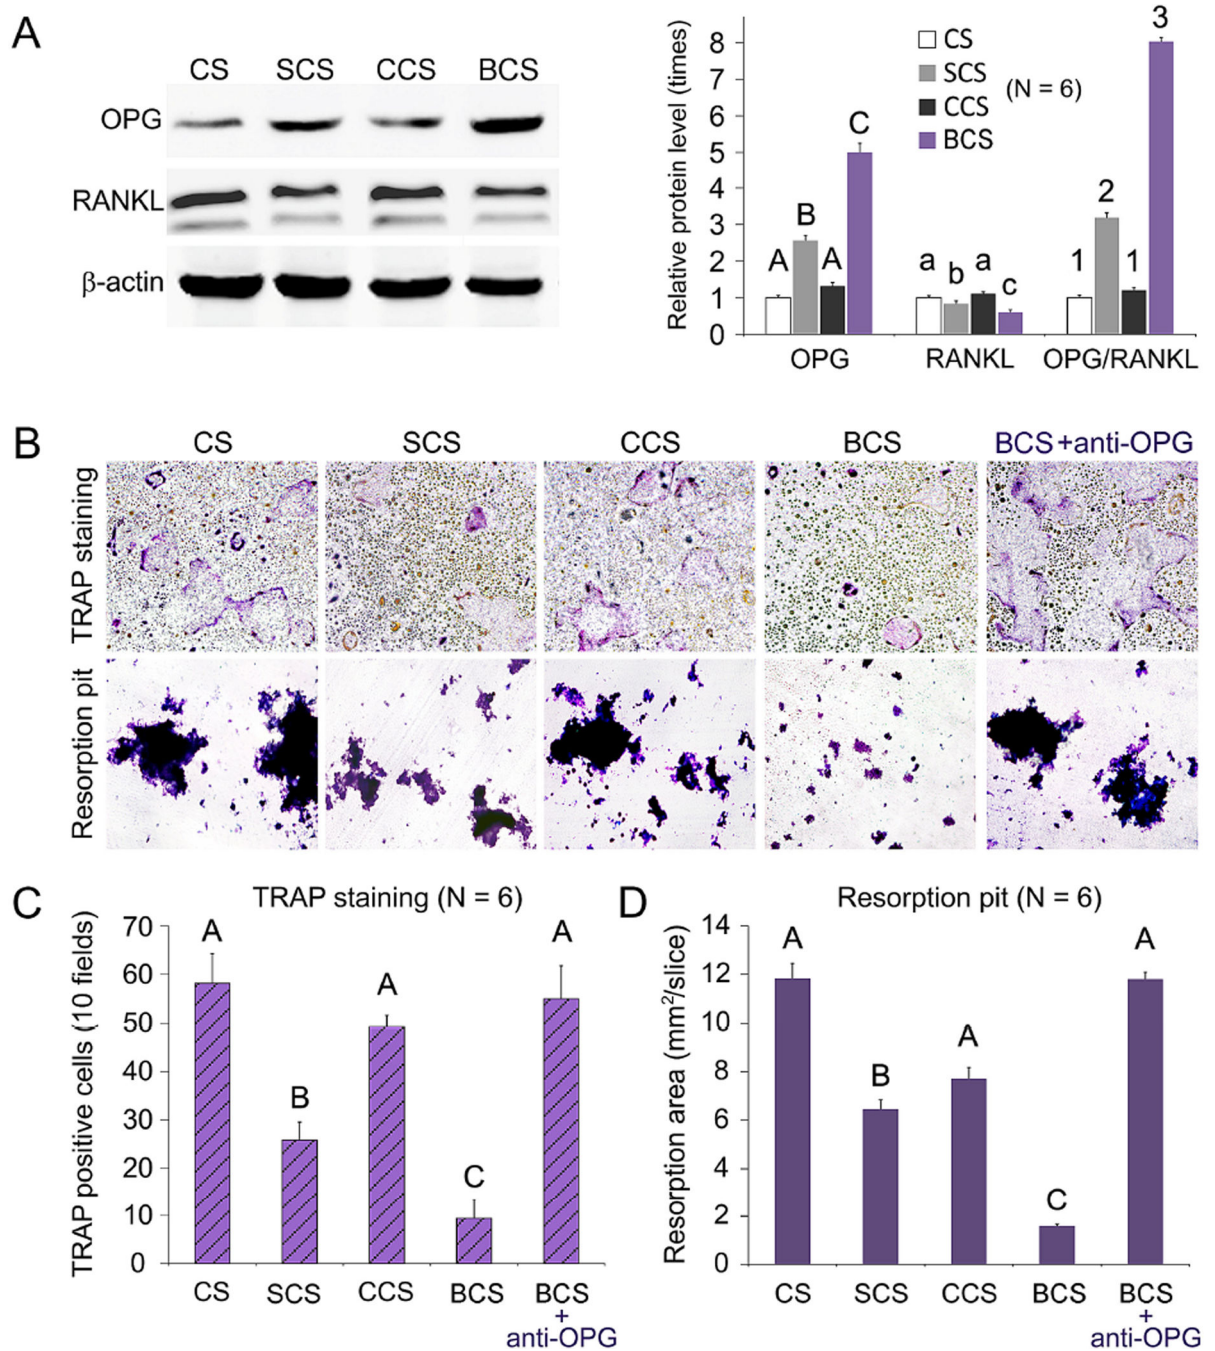 A
CS SCS CCS BCS
OPG
RANKL
β-actin
Relative protein level (times)
8
7
6
5
4
3
2
1
0
CS
SCS
CCS
BCS
(N = 6)
A B A C
a b a c
1 2 1 3
OPG RANKL OPG/RANKL
B
CS SCS CCS BCS BCS+anti-OPG
TRAP staining
Resorption pit
C
TRAP staining (N = 6)
TRAP positive cells (10 fields)
70
60
50
40
30
20
10
0
A B A C A
CS SCS CCS BCS BCS
+
anti-OPG
D
Resorption pit (N = 6)
Resorption area (mm²/slice)
14
12
10
8
6
4
2
0
A B A C A
CS SCS CCS BCS BCS
+
anti-OPG